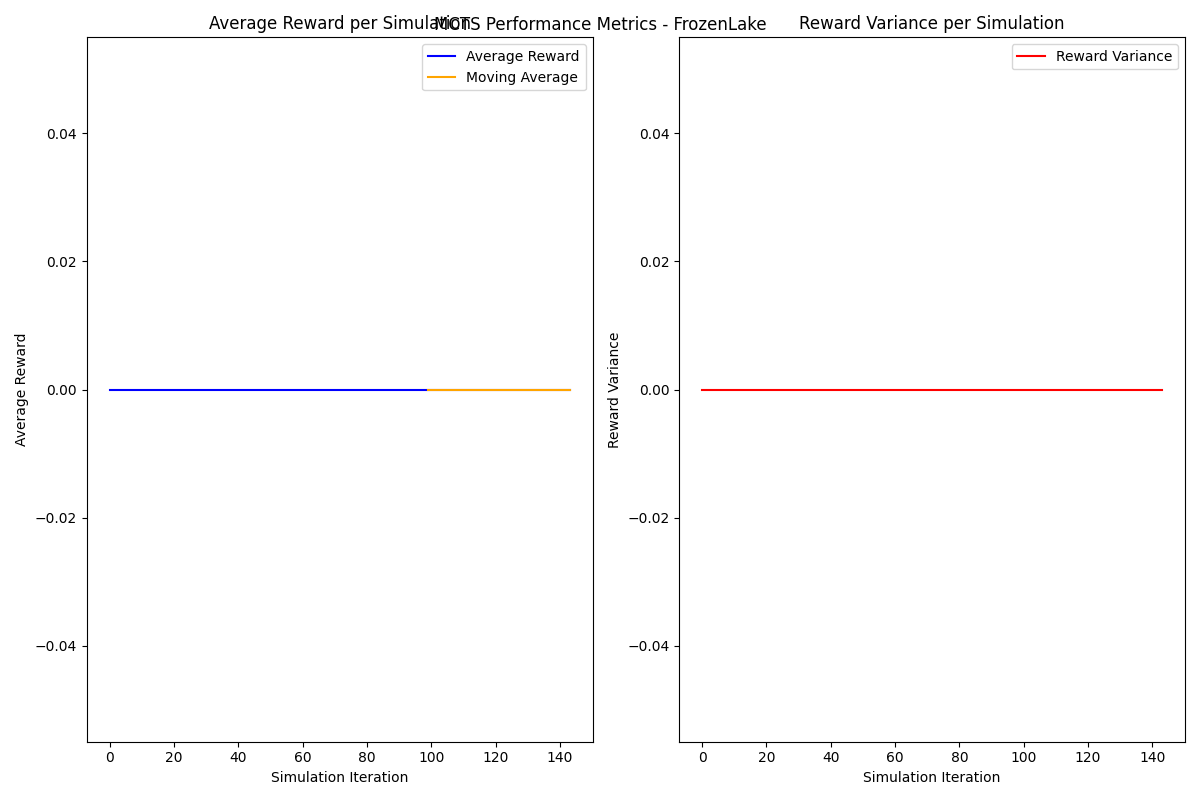 MCTS Performance Metrics - FrozenLake
Average Reward per Simulation
Average Reward
Moving Average
0.04
0.02
0.00
−0.02
−0.04
Average Reward
0 20 40 60 80 100 120 140
Simulation Iteration
Reward Variance per Simulation
Reward Variance
0.04
0.02
0.00
−0.02
−0.04
Reward Variance
0 20 40 60 80 100 120 140
Simulation Iteration